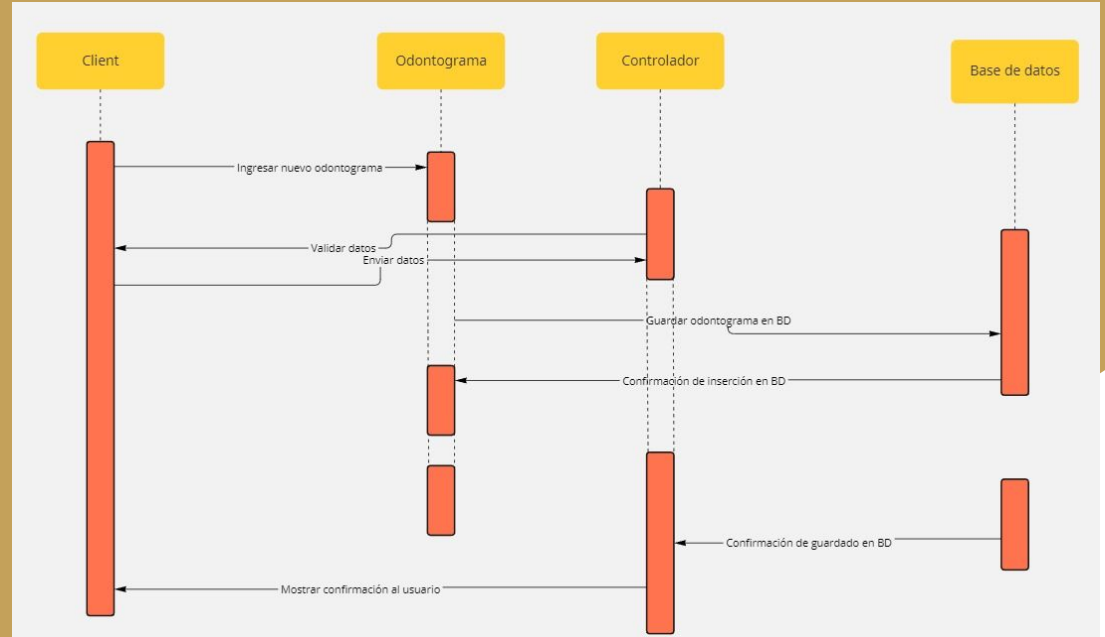 Client
Odontograma
Controlador
Base de datos
Ingresar nuevo odontograma
Validar datos
Enviar datos
Guardar odontograma en BD
Confirmación de inserción en BD
Confirmación de guardado en BD
Mostrar confirmación al usuario